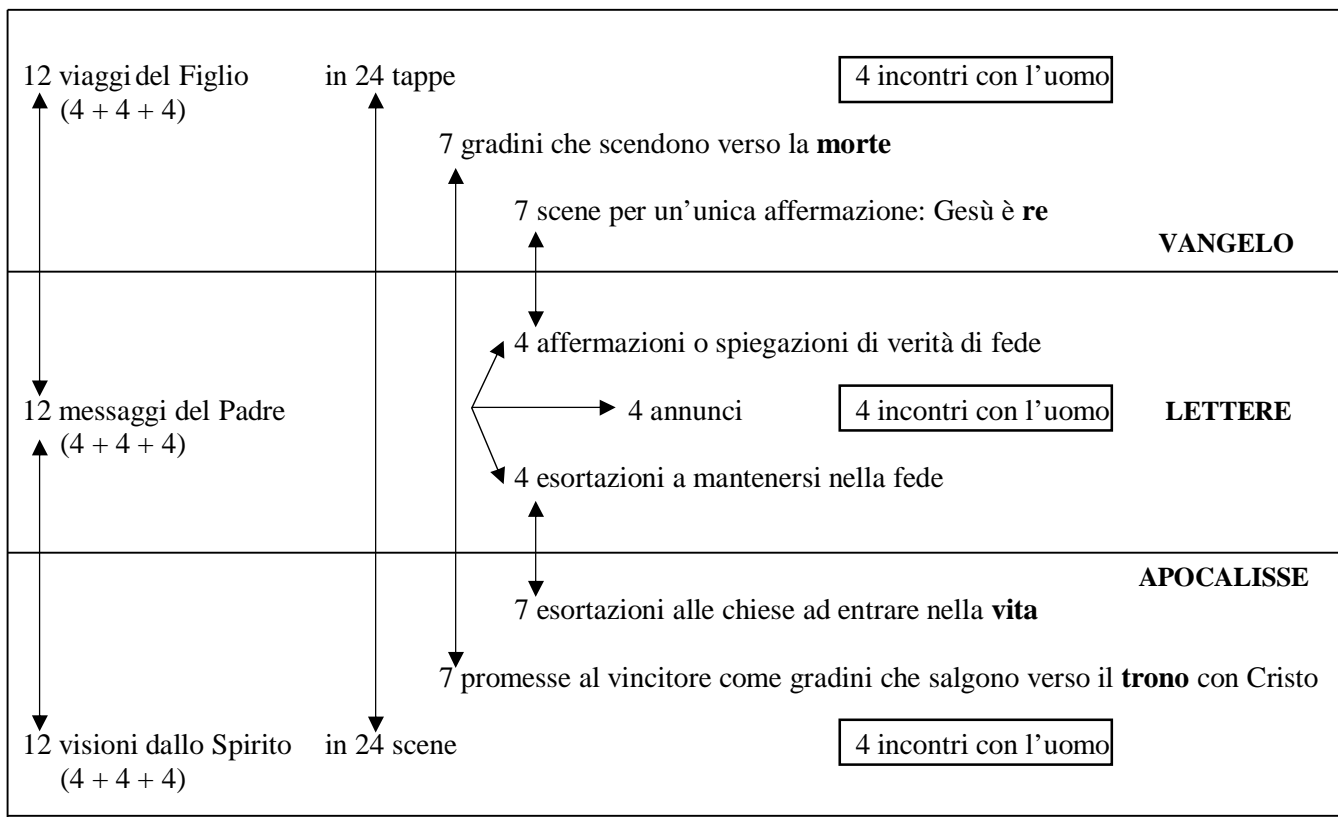 12 viaggi del Figlio in 24 tappe 4 incontri con l’uomo
(4 + 4 + 4)
7 gradini che scendono verso la morte
7 scene per un’unica affermazione: Gesù è re
VANGELO
4 affermazioni o spiegazioni di verità di fede
12 messaggi del Padre 4 annunci 4 incontri con l’uomo LETTERE
(4 + 4 + 4)
4 esortazioni a mantenersi nella fede
APOCALISSE
7 esortazioni alle chiese ad entrare nella vita
7 promesse al vincitore come gradini che salgono verso il trono con Cristo
12 visioni dallo Spirito in 24 scene 4 incontri con l’uomo
(4 + 4 + 4)